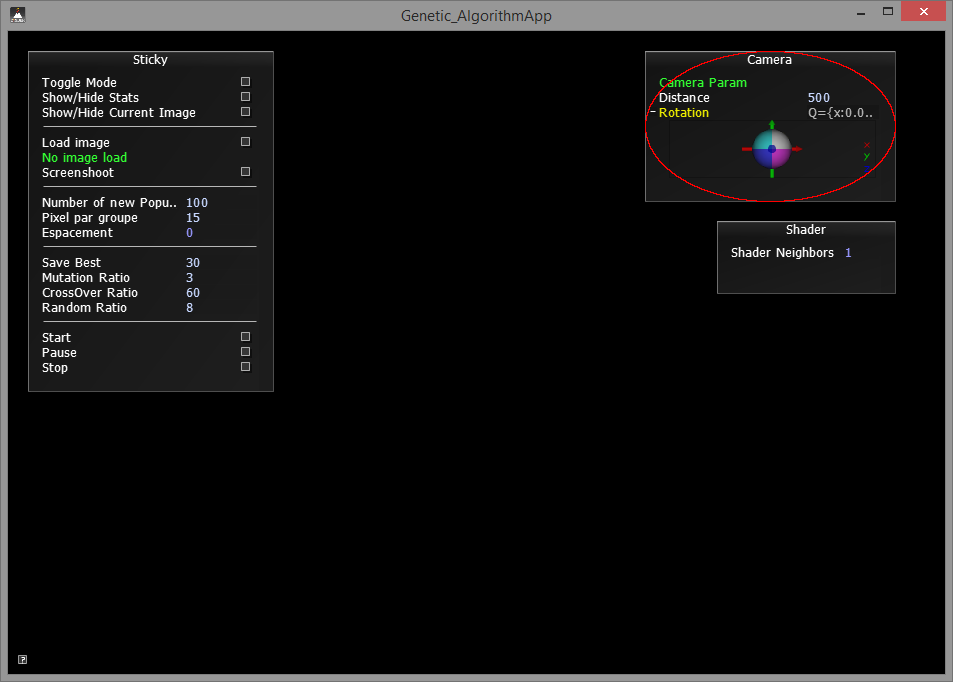 Genetic_AlgorithmApp
Sticky
Toggle Mode
Show/Hide Stats
Show/Hide Current Image
Load image
No image load
Screenshoot
Number of new Popu.. 100
Pixel par groupe 15
Espacement 0
Save Best 30
Mutation Ratio 3
CrossOver Ratio 60
Random Ratio 8
Start
Pause
Stop
Camera
Camera Param
Distance 500
Rotation Q={x:0.0..
x
y
Shader
Shader Neighbors 1
?